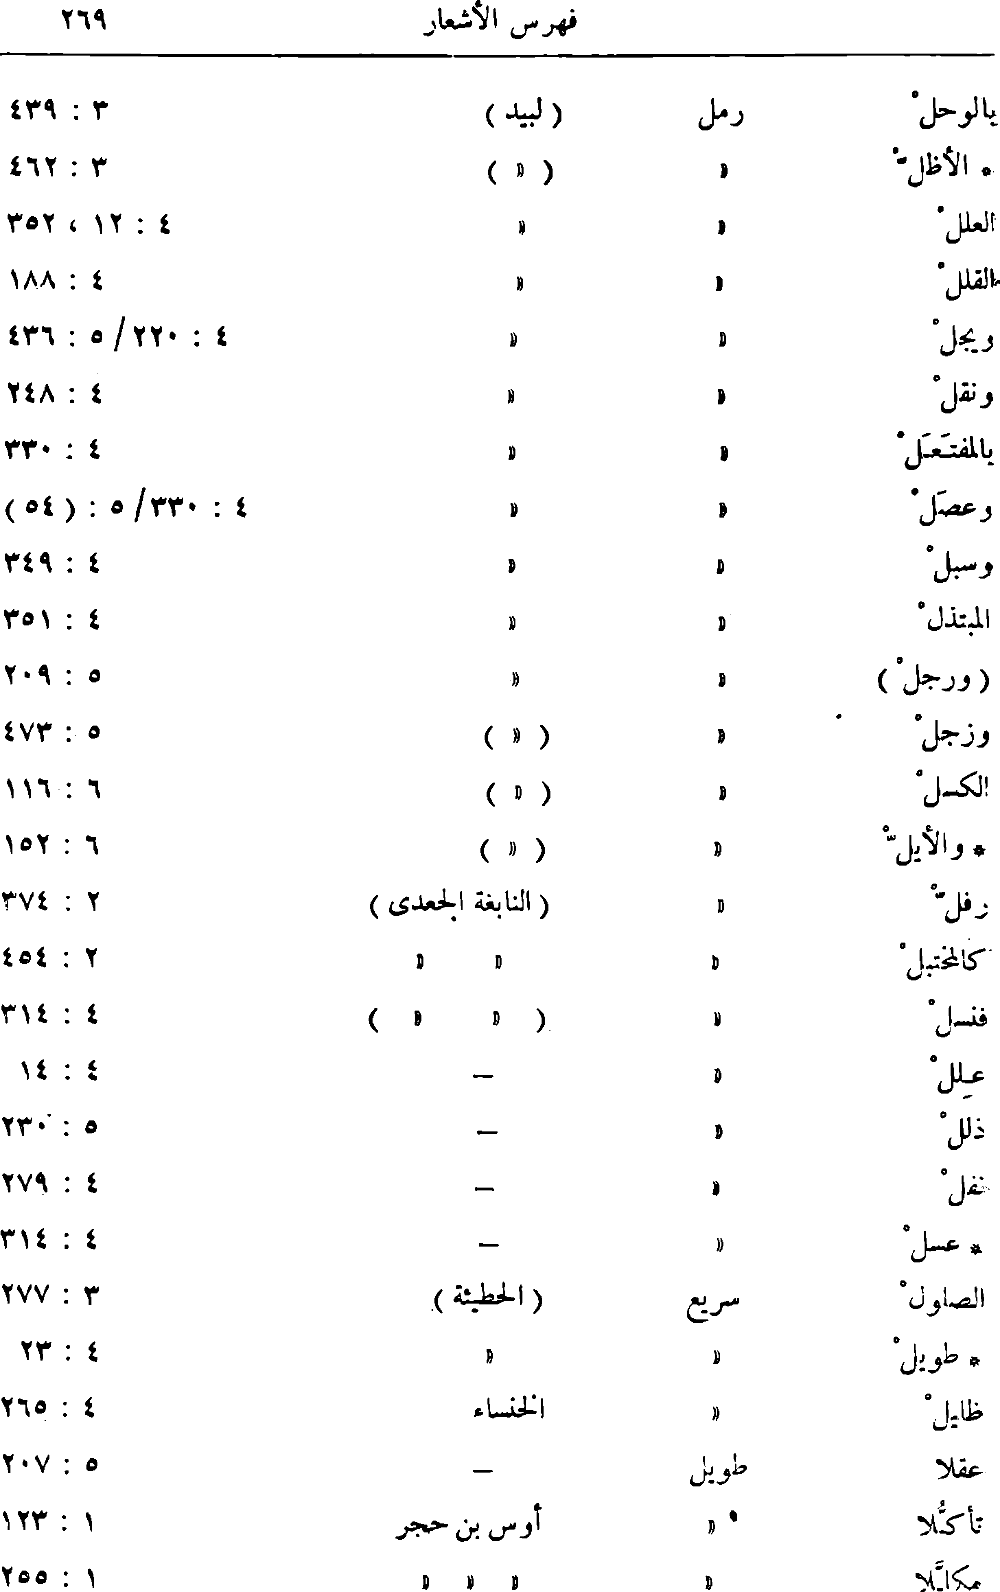 فهرس الأشعار ٢٦٩
بالوحلْ رمل (لبيد) ٣ : ٤٣٩
* الأظلّْ » ( » ) ٣ : ٤٦٢
العللْ » » ٤ : ١٢ ، ٣٥٢
القللْ » » ٤ : ١٨٨
ويجلْ » » ٤ : ٢٢٠ / ٥ : ٤٣٦
ونقلْ » » ٤ : ٢٤٨
بالمفتَعَلْ » » ٤ : ٣٣٠
وعصَلْ » » ٤ : ٣٣٠ / ٥ : (٥٤)
وسبلْ » » ٤ : ٣٤٩
المبتذلْ » » ٤ : ٣٥١
(ورجلْ) » » ٥ : ٢٠٩
وزجلْ » ( » ) ٥ : ٤٧٣
الكسلْ » ( » ) ٦ : ١١٦
* والأيلّْ » ( » ) ٦ : ١٥٢
رفلّْ » (النابغة الجعدى) ٢ : ٣٧٤
كالمختبلْ » » » ٢ : ٤٥٤
فنسلْ » ( » » ) ٤ : ٣١٤
عِللْ » — ٤ : ١٤
ذللْ » — ٥ : ٢٣٠
نفلْ » — ٤ : ٢٧٩
* عسلْ » — ٤ : ٣١٤
الصاولْ سريع (الحطيئة) ٣ : ٢٧٧
* طويلْ » » ٤ : ٢٣
ظايلْ » الخنساء ٤ : ٢٦٥
عقلا طويل — ٥ : ٢٠٧
تأكُّلا » أوس بن حجر ١ : ١٢٣
مكلَّلا » » » » ١ : ٢٥٥